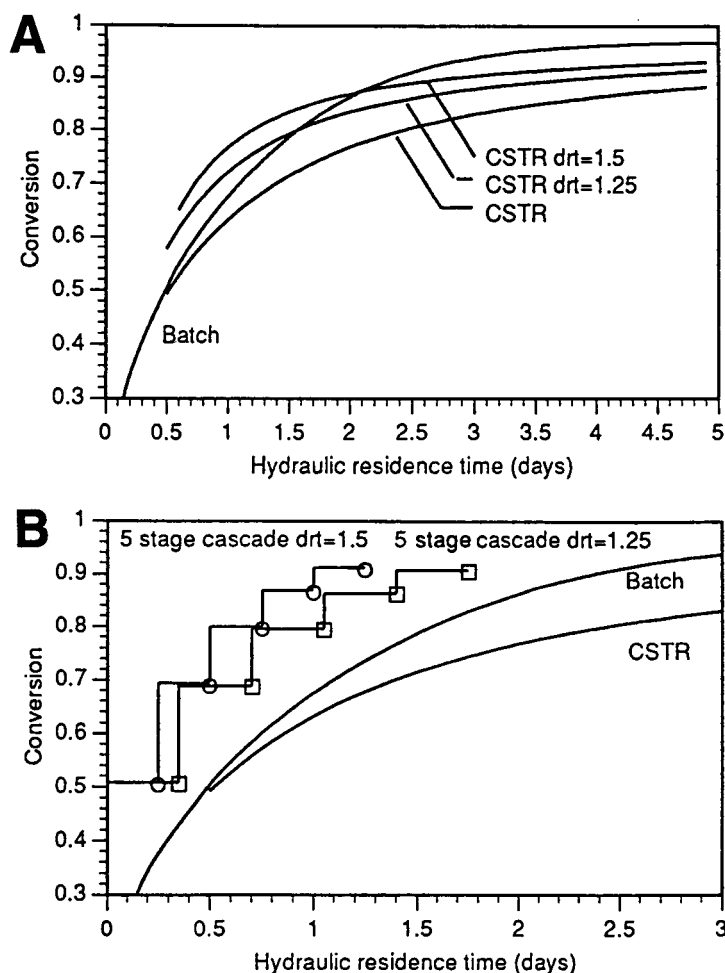 A
1
0.9
0.8
0.7
0.6
0.5
0.4
0.3
Conversion
CSTR drt=1.5
CSTR drt=1.25
CSTR
Batch
0 0.5 1 1.5 2 2.5 3 3.5 4 4.5 5
Hydraulic residence time (days)
B
1
0.9
0.8
0.7
0.6
0.5
0.4
0.3
Conversion
5 stage cascade drt=1.5 5 stage cascade drt=1.25
Batch
CSTR
0 0.5 1 1.5 2 2.5 3
Hydraulic residence time (days)